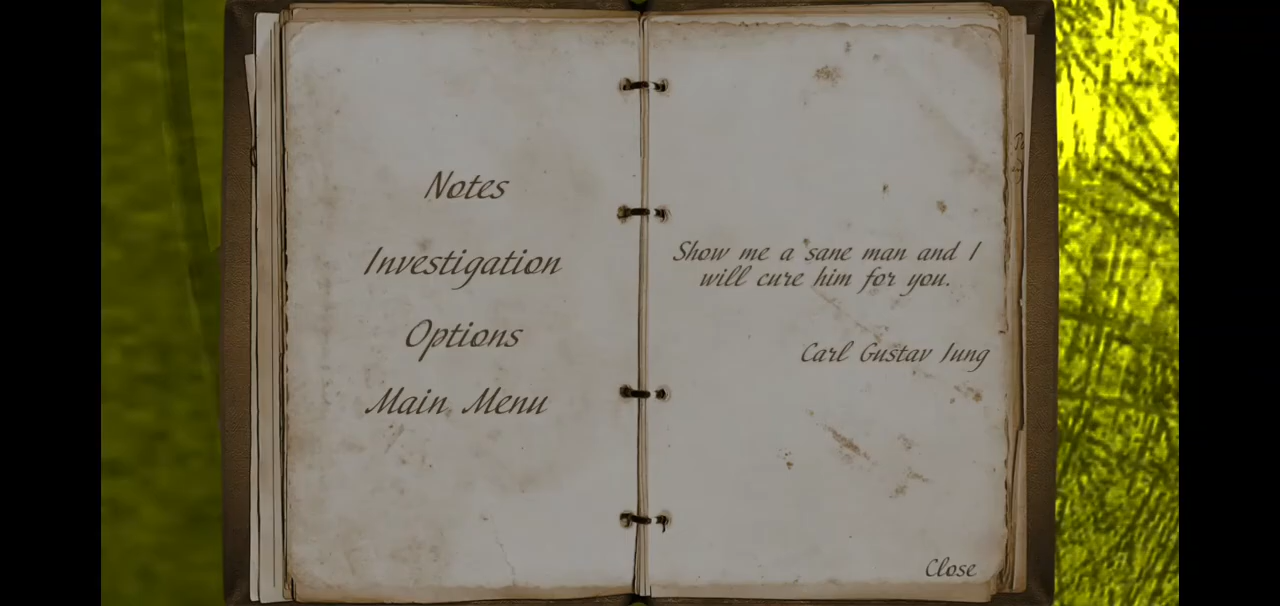 Notes
Investigation
Options
Main Menu
Show me a sane man and I
will cure him for you.
Carl Gustav Jung
Close